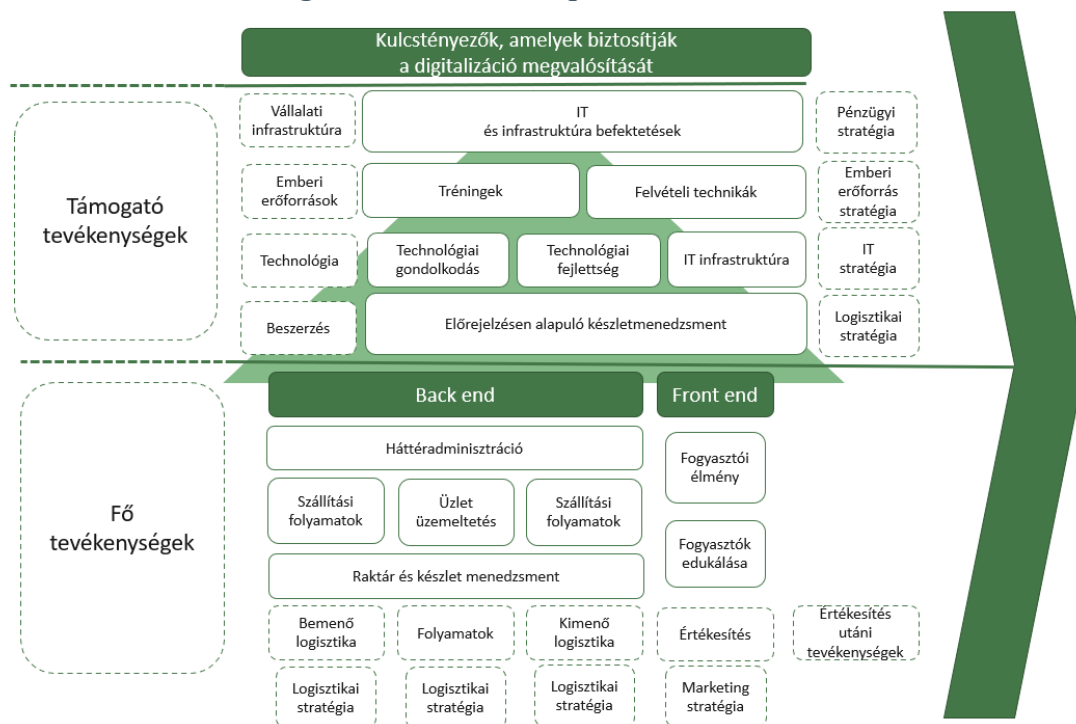 Kulcstényezők, amelyek biztosítják
a digitalizáció megvalósítását
Támogató
tevékenységek
Vállalati
infrastruktúra
IT
és infrastruktúra befektetések
Pénzügyi
stratégia
Emberi
erőforrások
Tréningek
Felvételi technikák
Emberi
erőforrás
stratégia
Technológia
Technológiai
gondolkodás
Technológiai
fejlettség
IT infrastruktúra
IT
stratégia
Beszerzés
Előrejelzésen alapuló készletmenedzsment
Logisztikai
stratégia
Fő
tevékenységek
Back end
Front end
Háttéradminisztráció
Fogyasztói
élmény
Szállítási
folyamatok
Üzlet
üzemeltetés
Szállítási
folyamatok
Fogyasztók
edukálása
Raktár és készlet menedzsment
Bemenő
logisztika
Folyamatok
Kimenő
logisztika
Értékesítés
Értékesítés
utáni
tevékenységek
Logisztikai
stratégia
Logisztikai
stratégia
Logisztikai
stratégia
Marketing
stratégia